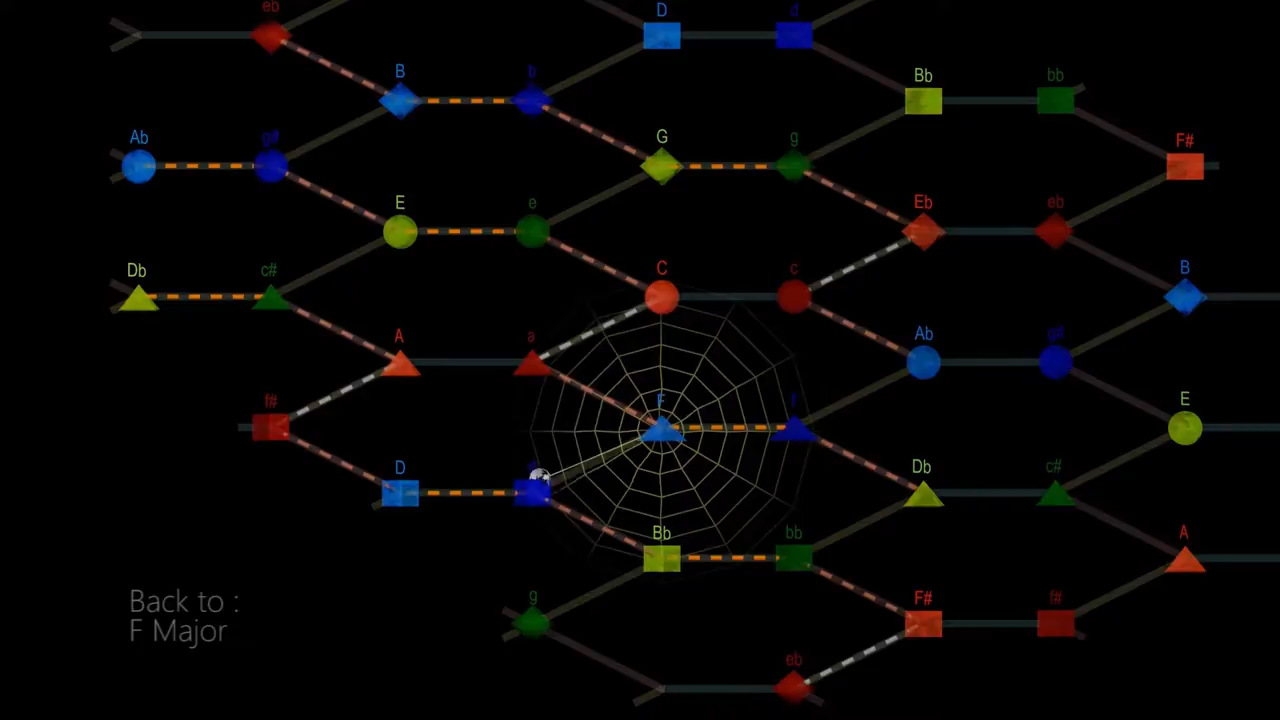 eb
D
d
B
b
Bb
bb
Ab
g#
G
g
F#
E
e
Eb
eb
Db
c#
C
c
B
A
a
Ab
g#
f#
F
f
E
D
d
Db
c#
Bb
bb
A
g
F#
f#
eb
Back to :
F Major